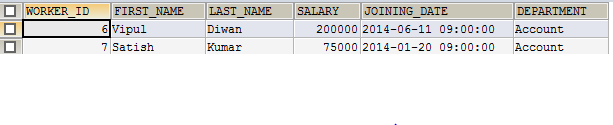 WORKER_ID FIRST_NAME LAST_NAME SALARY JOINING_DATE DEPARTMENT
6 Vipul Diwan 200000 2014-06-11 09:00:00 Account
7 Satish Kumar 75000 2014-01-20 09:00:00 Account